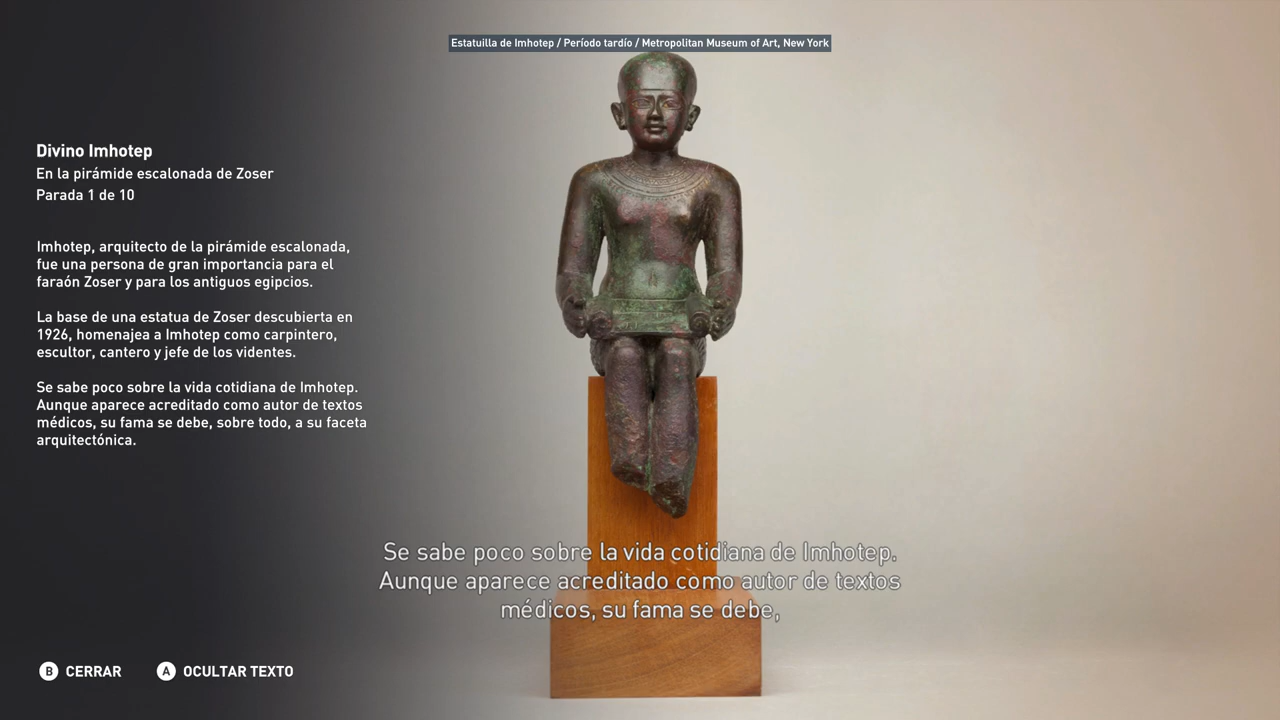 Estatuilla de Imhotep / Período tardío / Metropolitan Museum of Art, New York
Divino Imhotep
En la pirámide escalonada de Zoser
Parada 1 de 10
Imhotep, arquitecto de la pirámide escalonada,
fue una persona de gran importancia para el
faraón Zoser y para los antiguos egipcios.
La base de una estatua de Zoser descubierta en
1926, homenajea a Imhotep como carpintero,
escultor, cantero y jefe de los videntes.
Se sabe poco sobre la vida cotidiana de Imhotep.
Aunque aparece acreditado como autor de textos
médicos, su fama se debe, sobre todo, a su faceta
arquitectónica.
Se sabe poco sobre la vida cotidiana de Imhotep.
Aunque aparece acreditado como autor de textos
médicos, su fama se debe,
B CERRAR A OCULTAR TEXTO